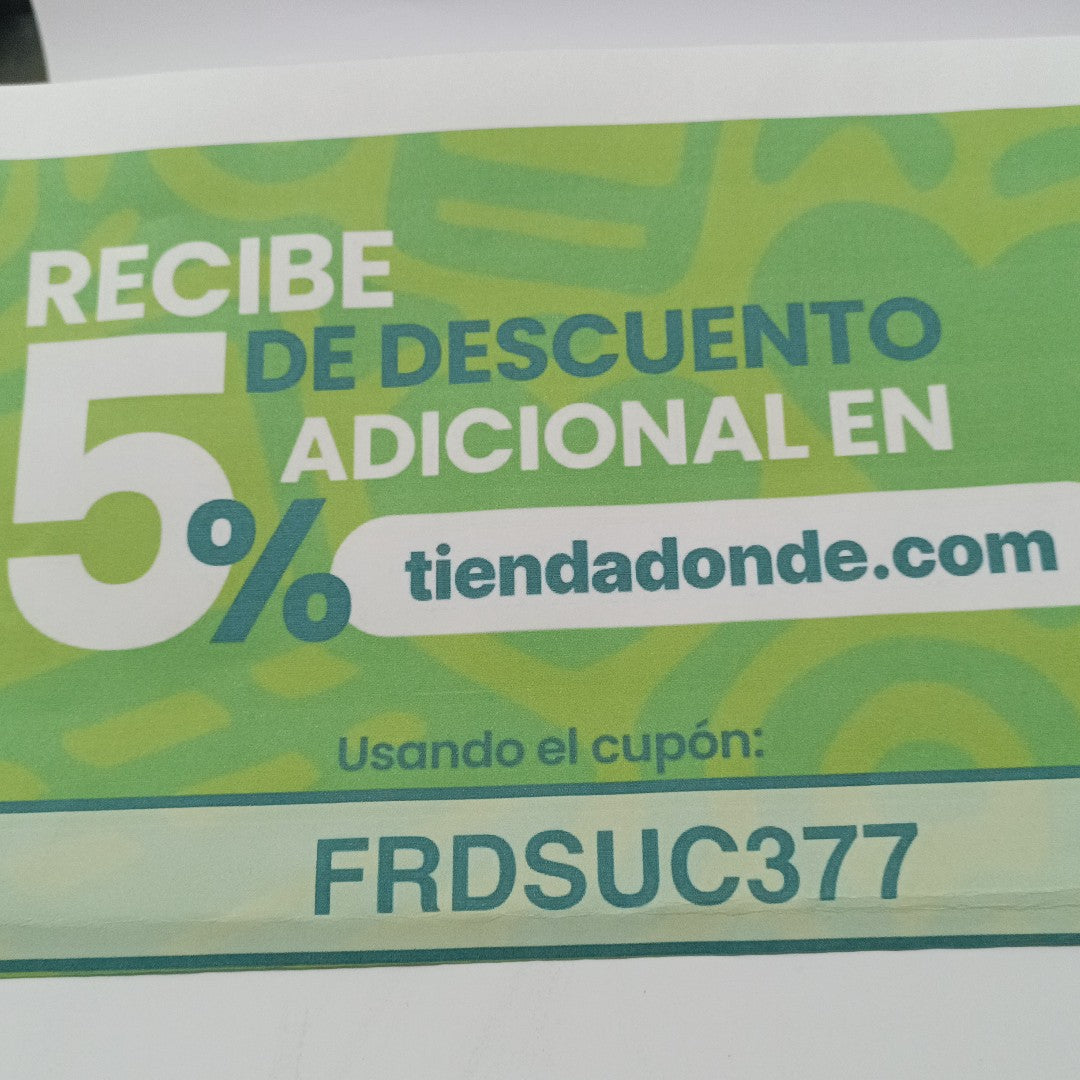 RECIBE
5% DE DESCUENTO
ADICIONAL EN
tiendadonde.com
Usando el cupón:
FRDSUC377